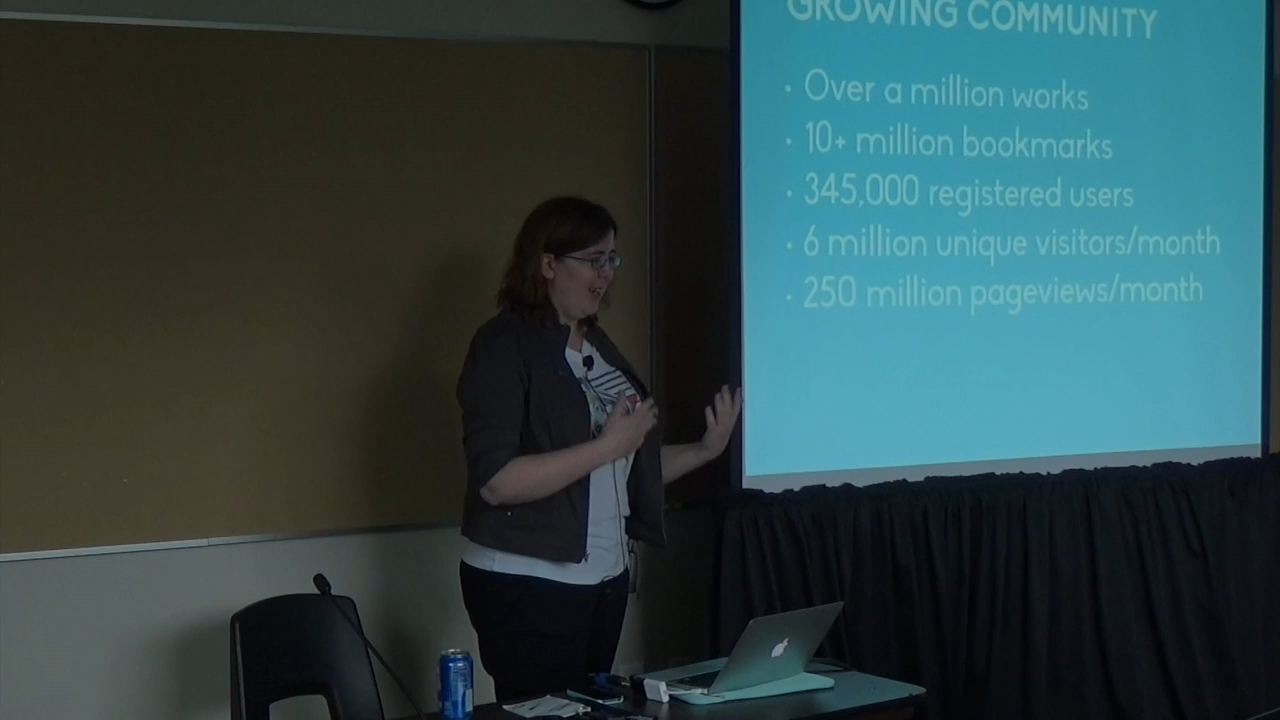 GROWING COMMUNITY
• Over a million works
• 10+ million bookmarks
• 345,000 registered users
• 6 million unique visitors/month
• 250 million pageviews/month